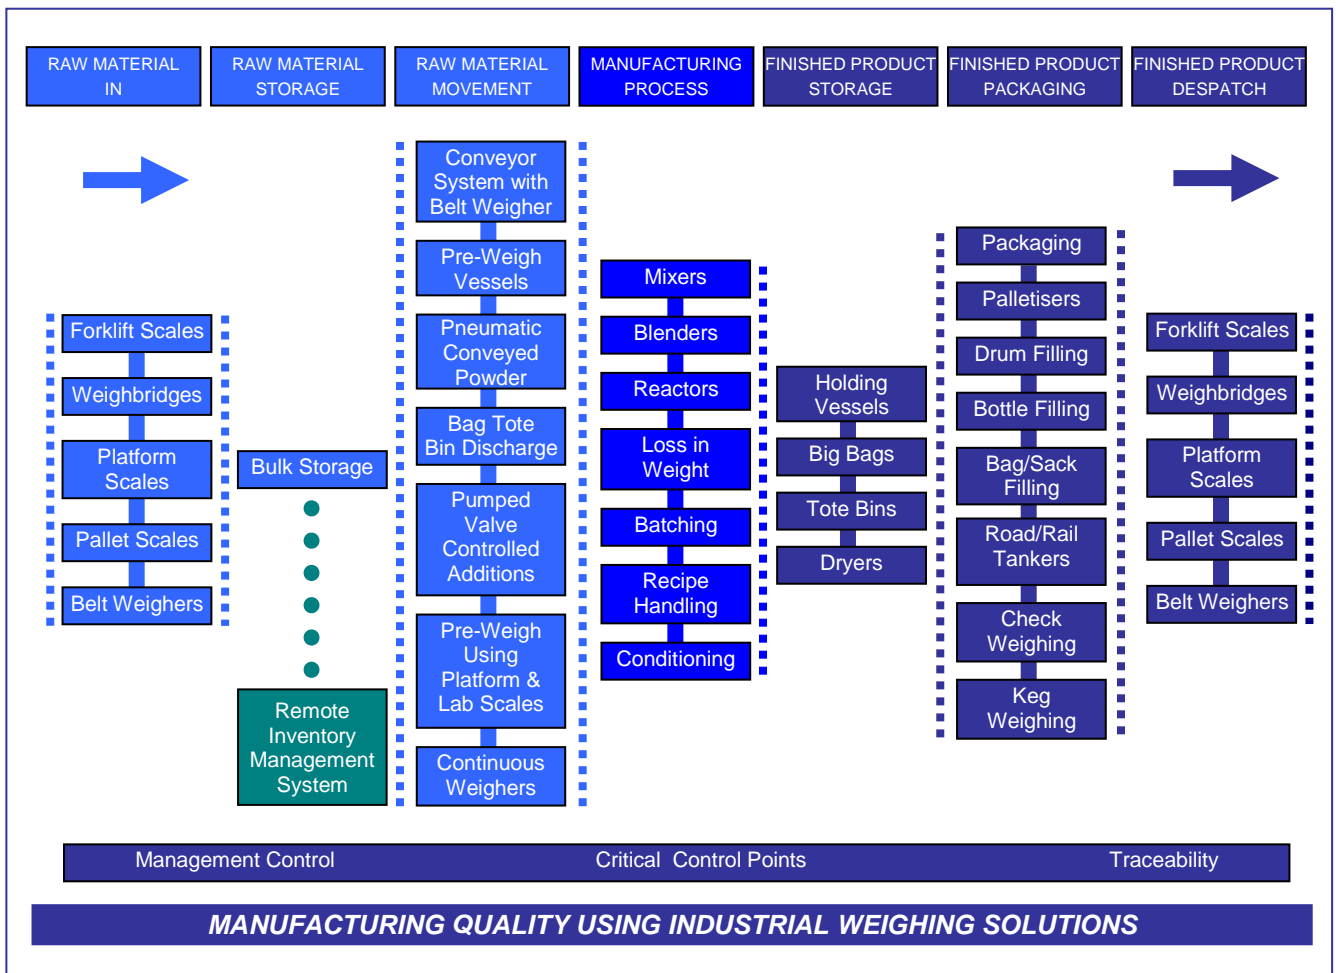 RAW MATERIAL
IN
RAW MATERIAL
STORAGE
RAW MATERIAL
MOVEMENT
MANUFACTURING
PROCESS
FINISHED PRODUCT
STORAGE
FINISHED PRODUCT
PACKAGING
FINISHED PRODUCT
DESPATCH
Forklift Scales
Weighbridges
Platform
Scales
Pallet Scales
Belt Weighers
Bulk Storage
Remote
Inventory
Management
System
Conveyor
System with
Belt Weigher
Pre-Weigh
Vessels
Pneumatic
Conveyed
Powder
Bag Tote
Bin Discharge
Pumped
Valve
Controlled
Additions
Pre-Weigh
Using
Platform &
Lab Scales
Continuous
Weighers
Mixers
Blenders
Reactors
Loss in
Weight
Batching
Recipe
Handling
Conditioning
Holding
Vessels
Big Bags
Tote Bins
Dryers
Packaging
Palletisers
Drum Filling
Bottle Filling
Bag/Sack
Filling
Road/Rail
Tankers
Check
Weighing
Keg
Weighing
Forklift Scales
Weighbridges
Platform
Scales
Pallet Scales
Belt Weighers
Management Control Critical Control Points Traceability
MANUFACTURING QUALITY USING INDUSTRIAL WEIGHING SOLUTIONS